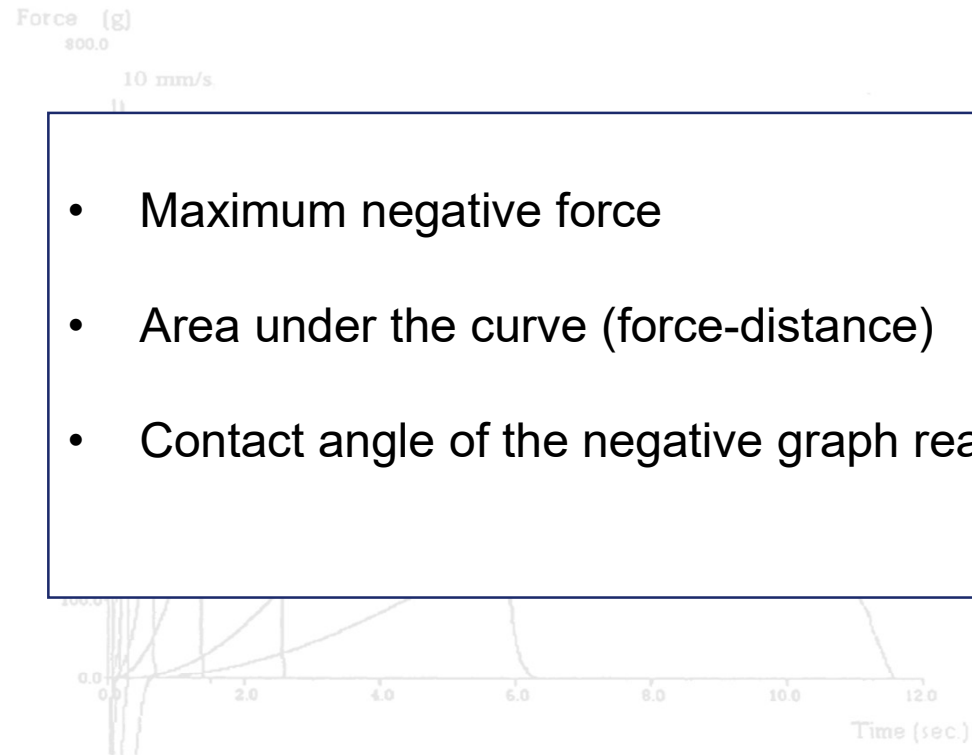 Force (g)
800.0
10 mm/s
• Maximum negative force
• Area under the curve (force-distance)
• Contact angle of the negative graph rea
100.0
0.0
0.0 2.0 4.0 6.0 8.0 10.0 12.0
Time (sec.)